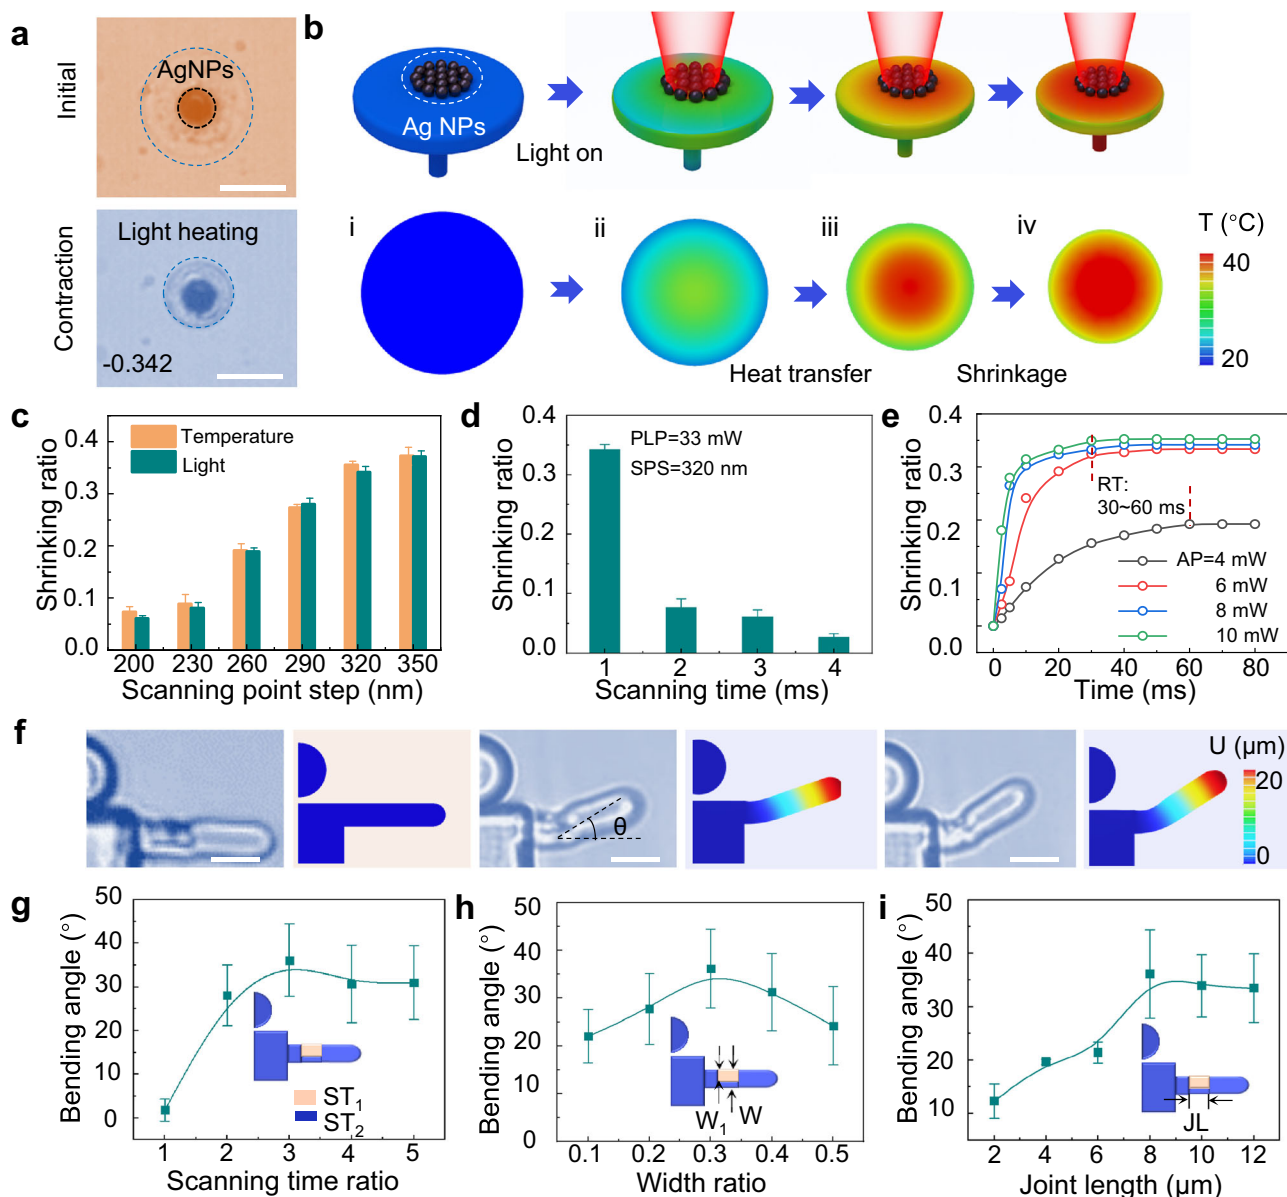 a
Initial
AgNPs
Contraction
Light heating
-0.342
b
Ag NPs
Light on
i
ii
iii
iv
Heat transfer
Shrinkage
T (°C)
40
20
c
Shrinking ratio
0.4
0.3
0.2
0.1
0.0
Temperature
Light
200 230 260 290 320 350
Scanning point step (nm)
d
Shrinking ratio
0.4
0.3
0.2
0.1
0.0
PLP=33 mW
SPS=320 nm
1 2 3 4
Scanning time (ms)
e
Shrinking ratio
0.4
0.3
0.2
0.1
0.0
RT:
30~60 ms
AP=4 mW
6 mW
8 mW
10 mW
0 20 40 60 80
Time (ms)
f
θ
U (μm)
20
0
g
Bending angle (°)
50
40
30
20
10
0
ST1
ST2
1 2 3 4 5
Scanning time ratio
h
Bending angle (°)
50
40
30
20
10
0
W1 W
0.1 0.2 0.3 0.4 0.5
Width ratio
i
Bending angle (°)
50
40
30
20
10
JL
2 4 6 8 10 12
Joint length (μm)